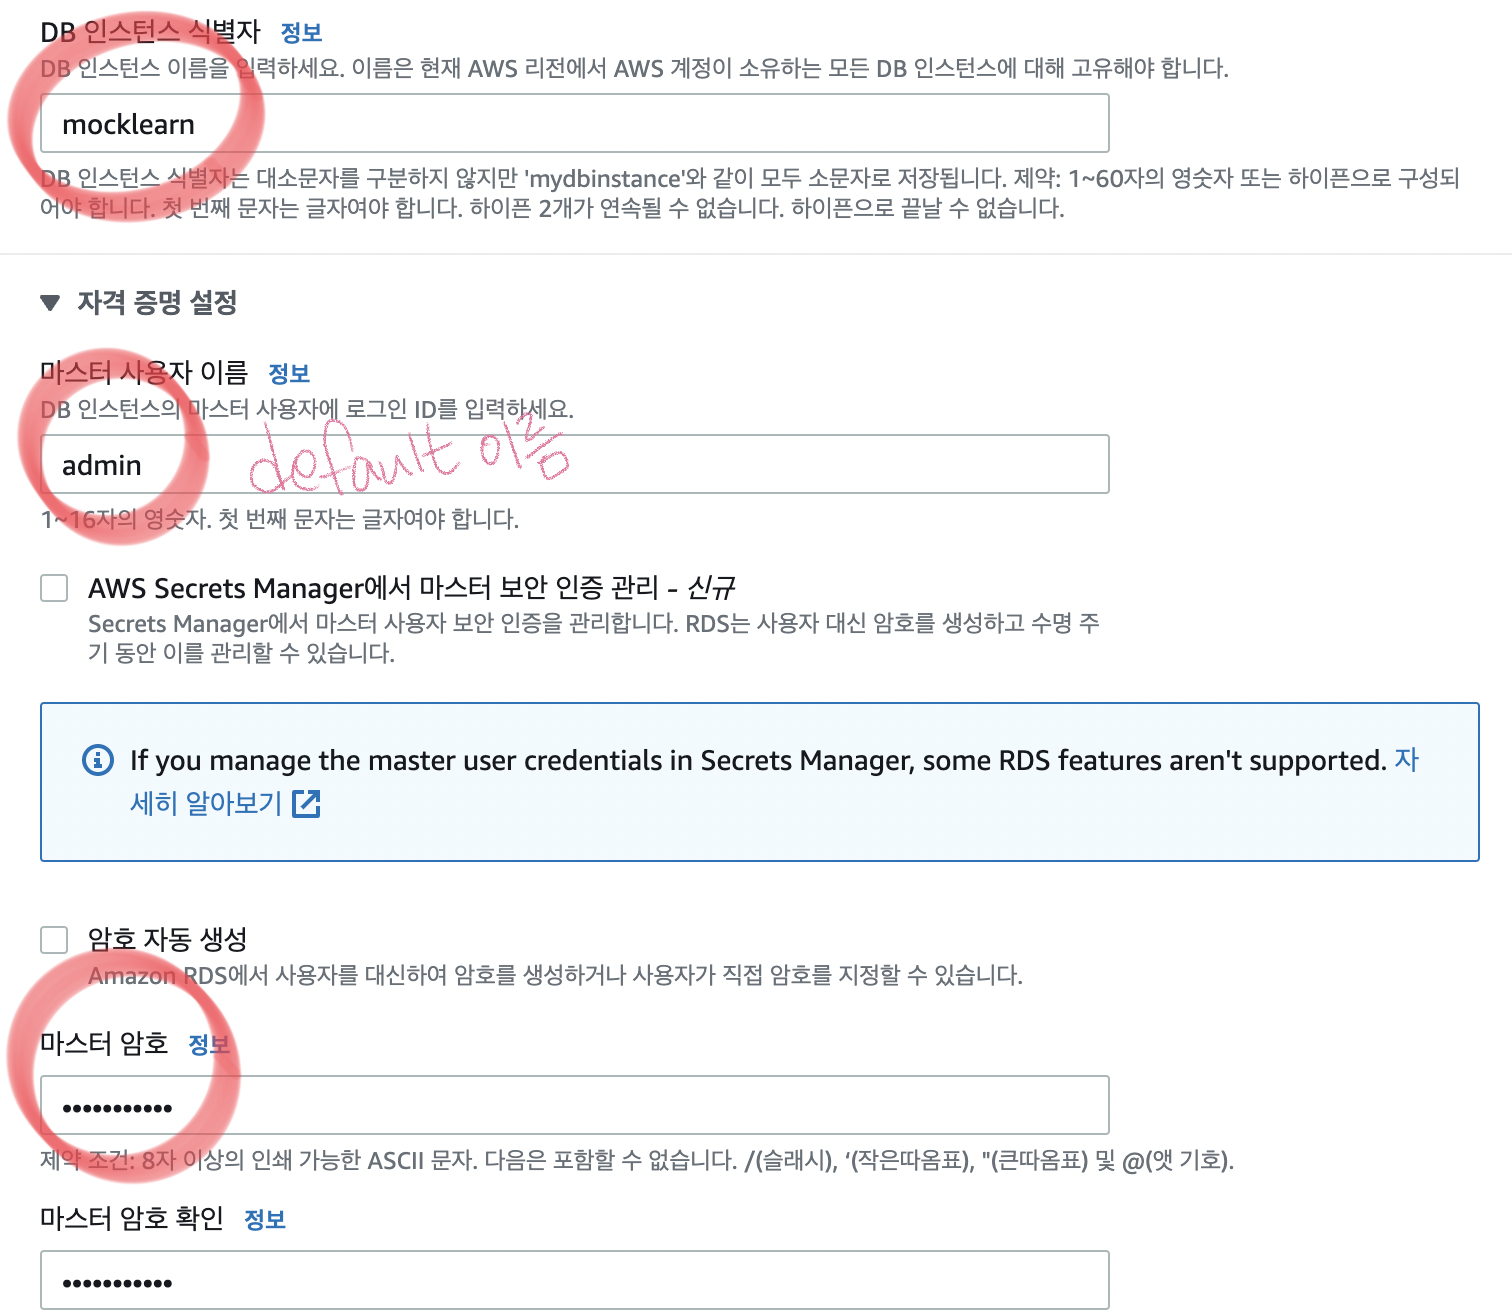 DB 인스턴스 식별자 정보
DB 인스턴스 이름을 입력하세요. 이름은 현재 AWS 리전에서 AWS 계정이 소유하는 모든 DB 인스턴스에 대해 고유해야 합니다.
mocklearn
DB 인스턴스 식별자는 대소문자를 구분하지 않지만 'mydbinstance'와 같이 모두 소문자로 저장됩니다. 제약: 1~60자의 영숫자 또는 하이픈으로 구성되
어야 합니다. 첫 번째 문자는 글자여야 합니다. 하이픈 2개가 연속될 수 없습니다. 하이픈으로 끝날 수 없습니다.
자격 증명 설정
마스터 사용자 이름 정보
DB 인스턴스의 마스터 사용자에 로그인 ID를 입력하세요.
admin default 이름
1~16자의 영숫자. 첫 번째 문자는 글자여야 합니다.
AWS Secrets Manager에서 마스터 보안 인증 관리 - 신규
Secrets Manager에서 마스터 사용자 보안 인증을 관리합니다. RDS는 사용자 대신 암호를 생성하고 수명 주
기 동안 이를 관리할 수 있습니다.
If you manage the master user credentials in Secrets Manager, some RDS features aren't supported. 자
세히 알아보기
암호 자동 생성
Amazon RDS에서 사용자를 대신하여 암호를 생성하거나 사용자가 직접 암호를 지정할 수 있습니다.
마스터 암호 정보
•••••••••••
제약 조건: 8자 이상의 인쇄 가능한 ASCII 문자. 다음은 포함할 수 없습니다. /(슬래시), ‘(작은따옴표), "(큰따옴표) 및 @(앳 기호).
마스터 암호 확인 정보
•••••••••••